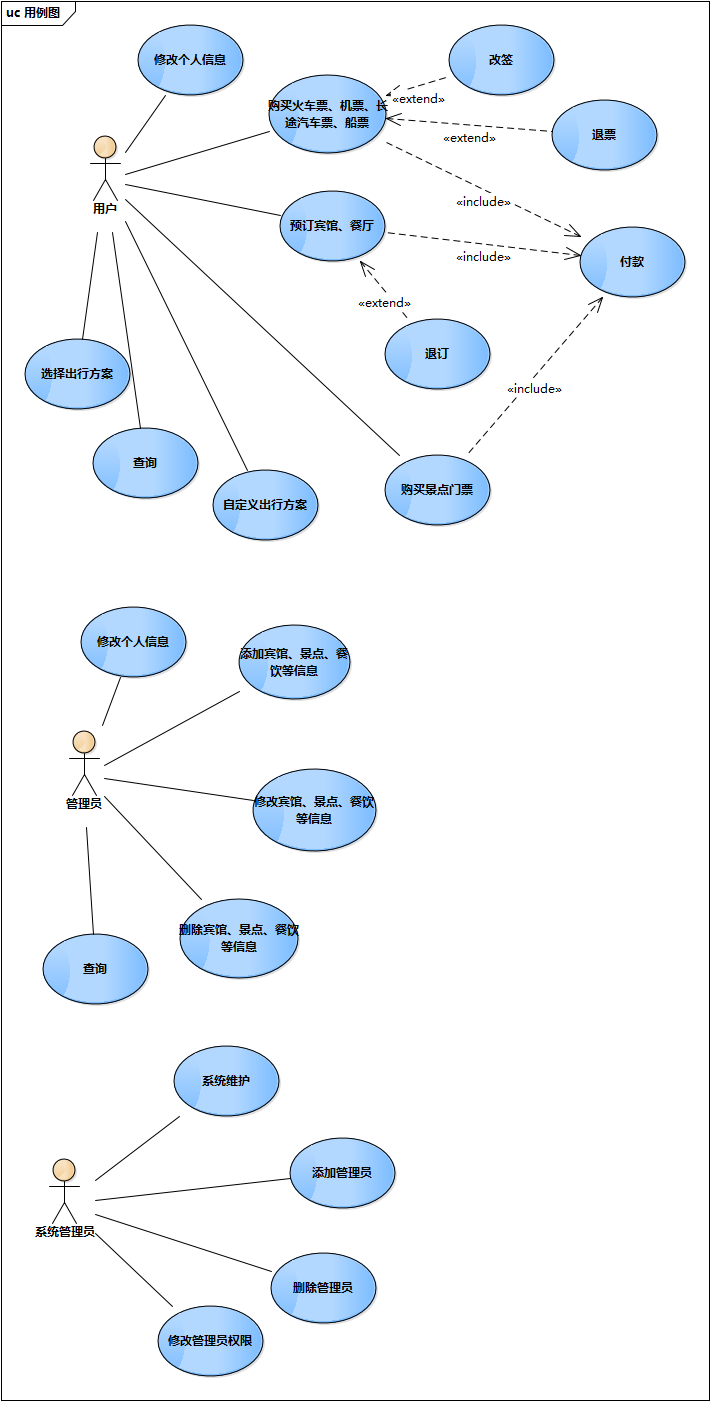 uc 用例图
修改个人信息
改签
购买火车票、机票、长
途汽车票、船票
«extend»
«extend»
退票
用户
«include»
预订宾馆、餐厅
«include»
付款
«extend»
退订
选择出行方案
«include»
查询
自定义出行方案
购买景点门票
修改个人信息
添加宾馆、景点、餐
饮等信息
管理员
修改宾馆、景点、餐饮
等信息
删除宾馆、景点、餐饮
等信息
查询
系统维护
添加管理员
系统管理员
删除管理员
修改管理员权限